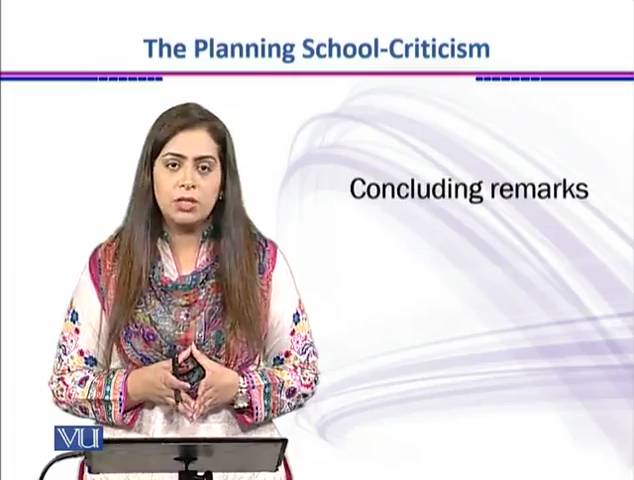 The Planning School-Criticism
Concluding remarks
VU